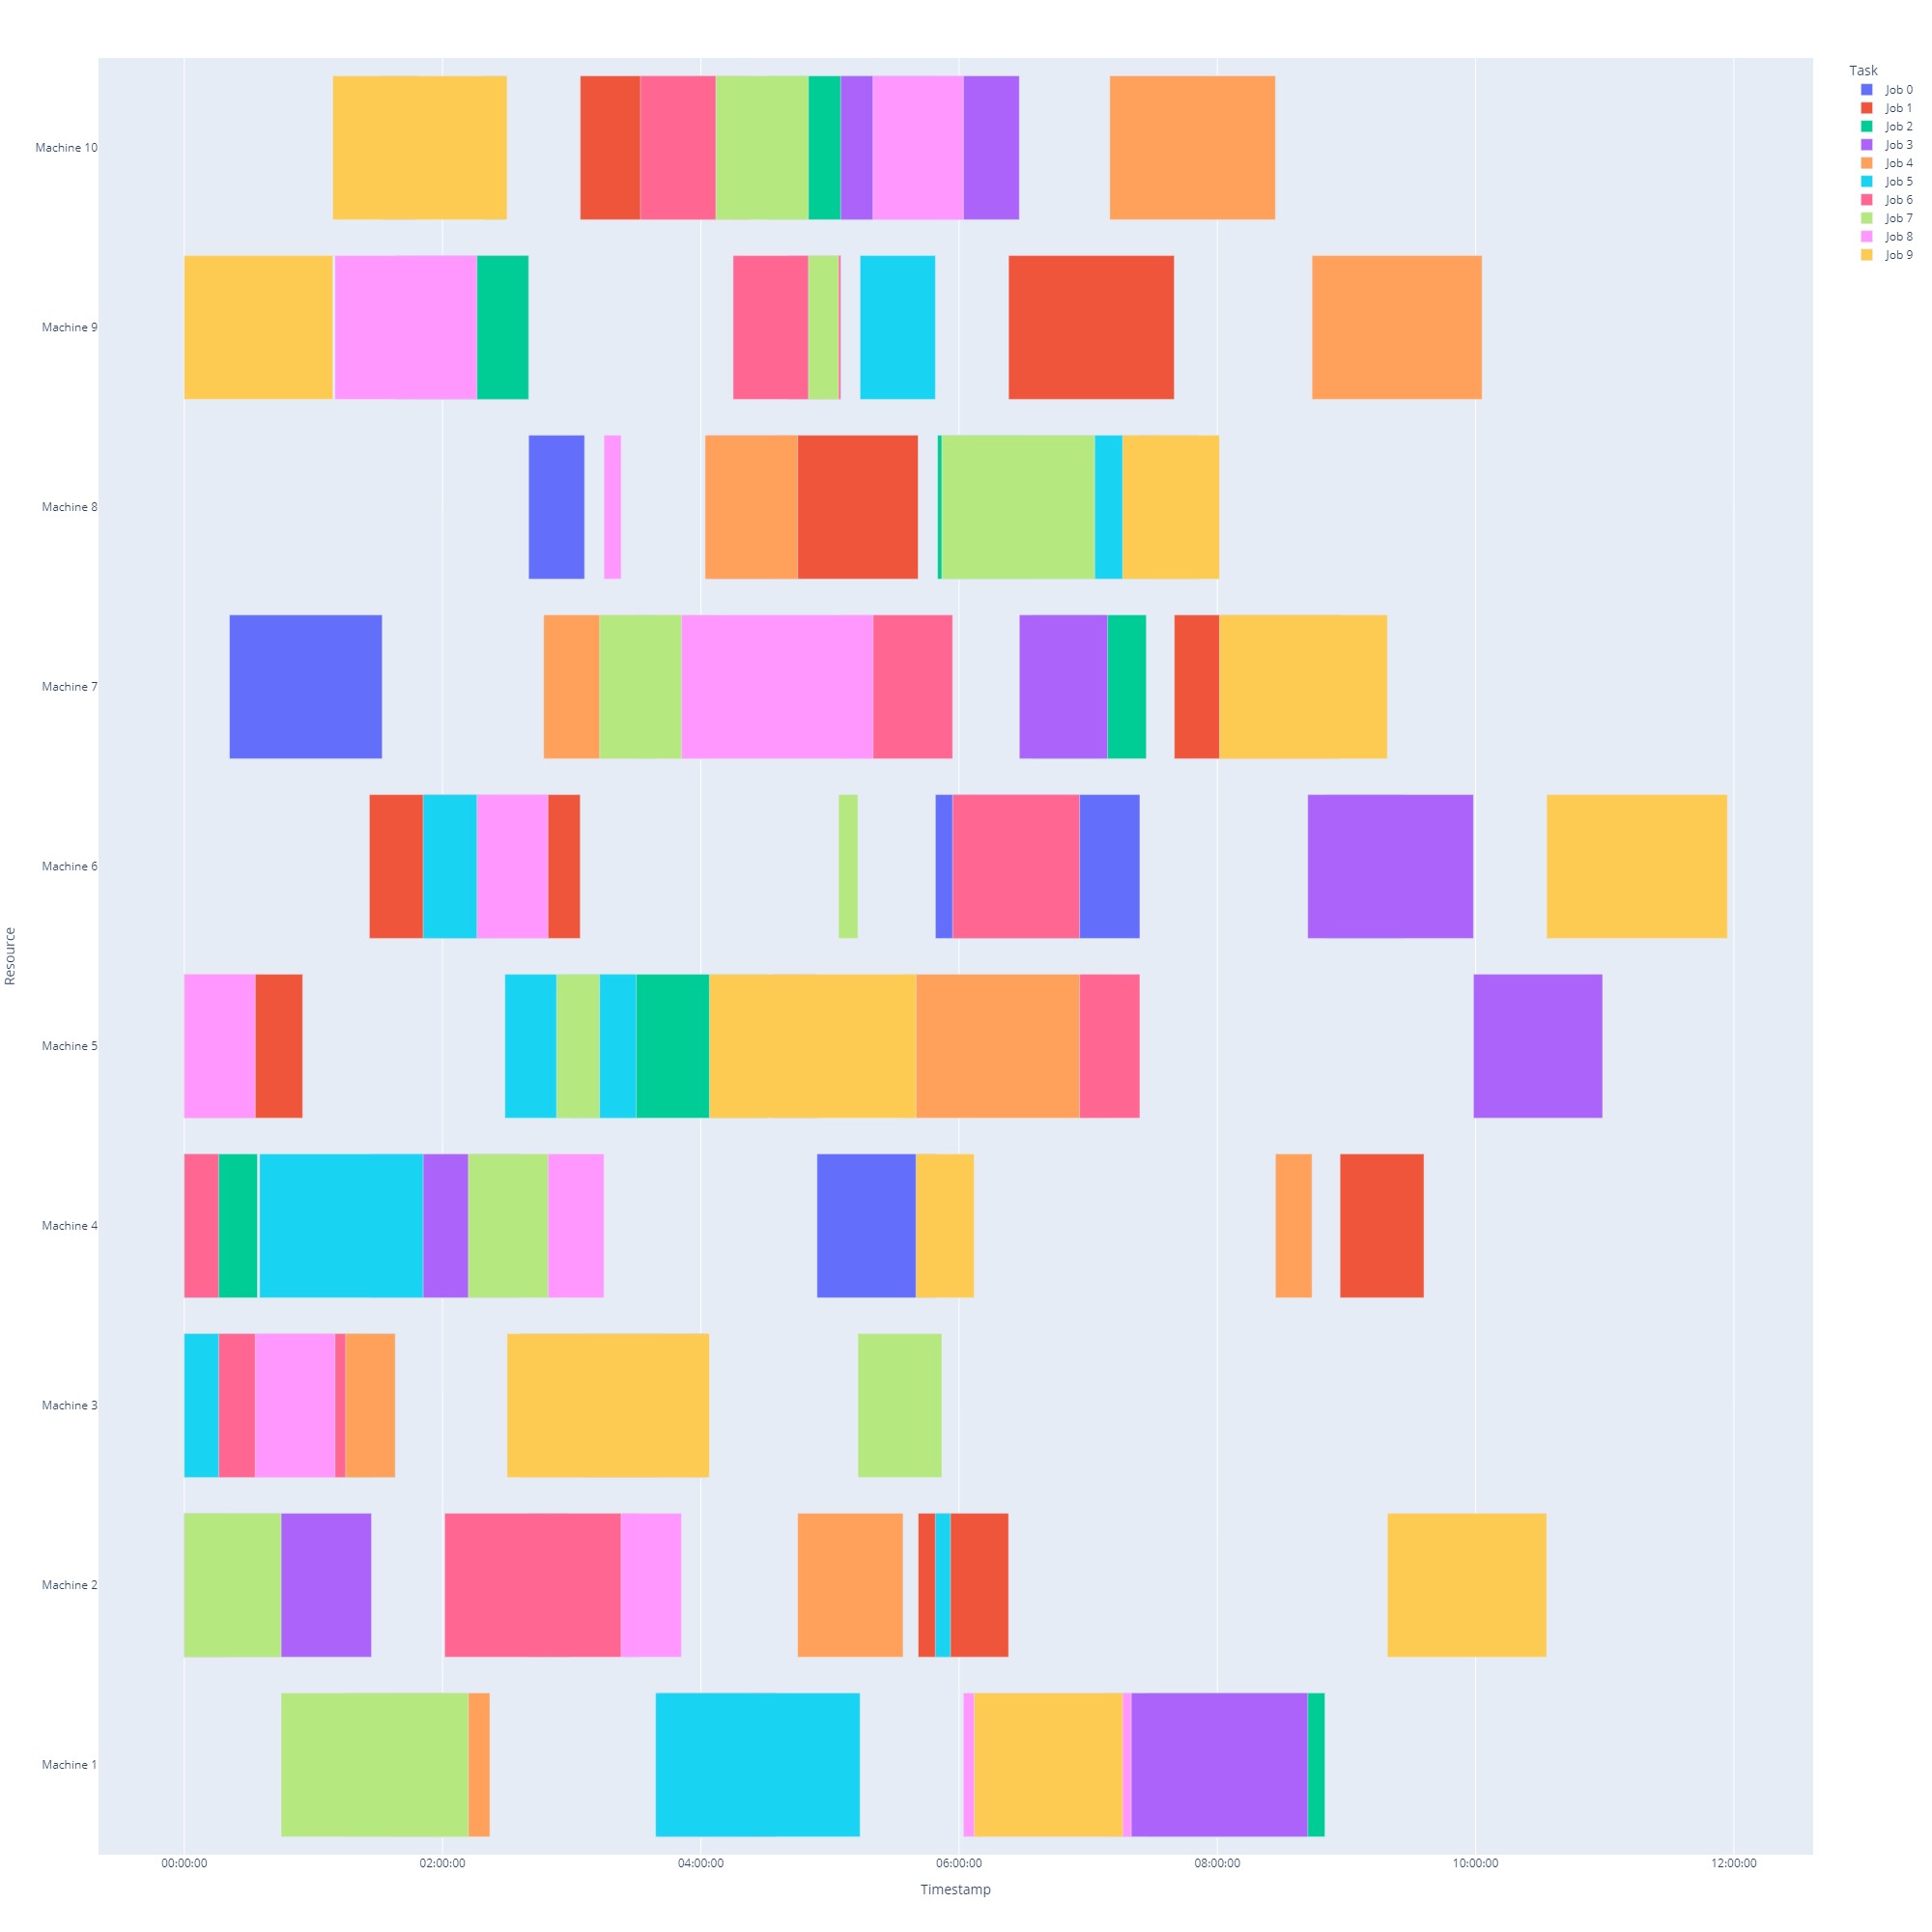 Task
Job 0
Job 1
Job 2
Job 3
Job 4
Job 5
Job 6
Job 7
Job 8
Job 9
Machine 10
Machine 9
Machine 8
Machine 7
Machine 6
Machine 5
Machine 4
Machine 3
Machine 2
Machine 1
Resource
00:00:00 02:00:00 04:00:00 06:00:00 08:00:00 10:00:00 12:00:00
Timestamp